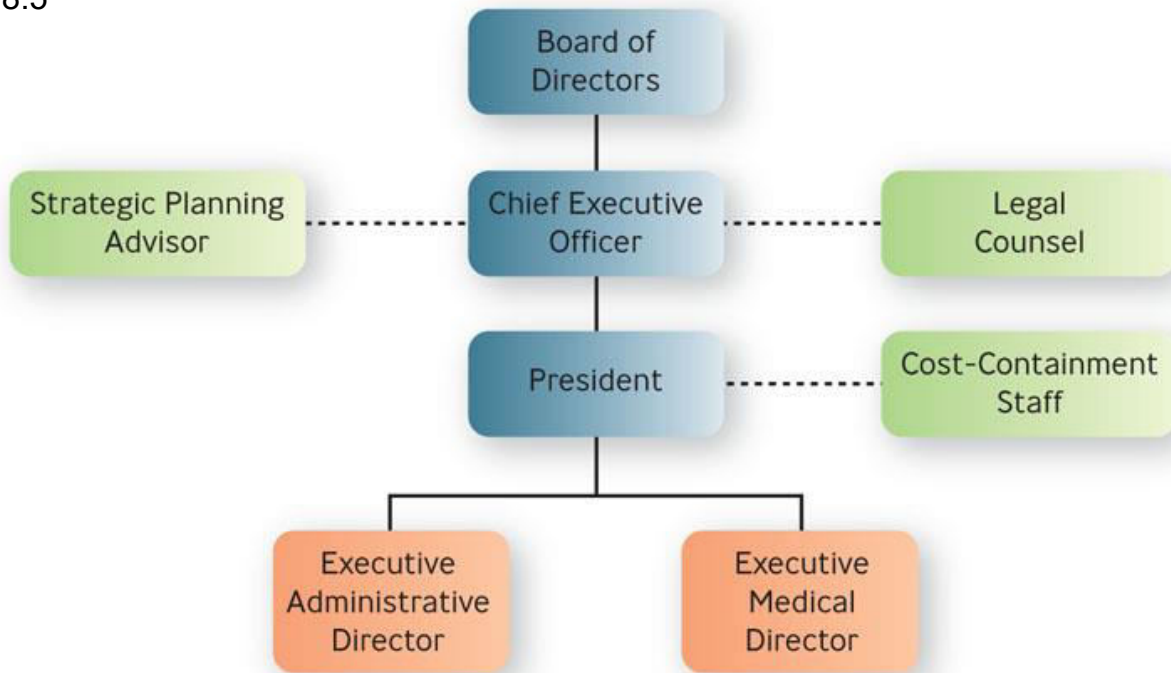 Board of
Directors
Strategic Planning
Advisor
Chief Executive
Officer
Legal
Counsel
President
Cost-Containment
Staff
Executive
Administrative
Director
Executive
Medical
Director